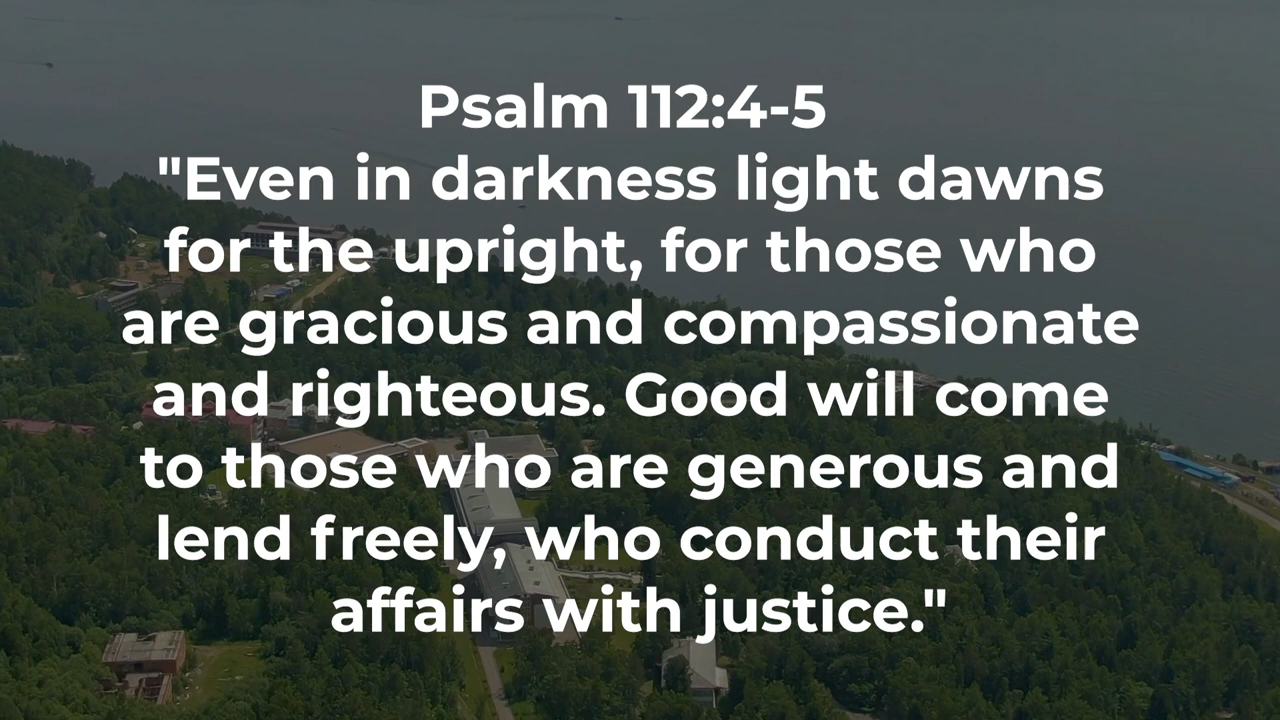 Psalm 112:4-5
"Even in darkness light dawns
for the upright, for those who
are gracious and compassionate
and righteous. Good will come
to those who are generous and
lend freely, who conduct their
affairs with justice."